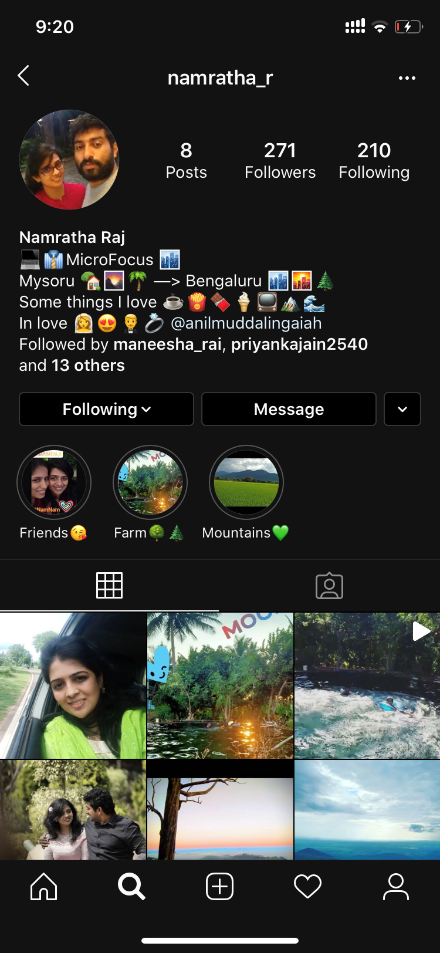 9:20
namratha_r
8
Posts
271
Followers
210
Following
Namratha Raj
💻👔MicroFocus 🏙️
Mysoru 🏡🌄🌴 —> Bengaluru 🏙️🌇🌲
Some things I love ☕🍟🍫🍦📺⛰️🌊
In love 👰😍🤵💍 @anilmuddalingaiah
Followed by maneesha_rai, priyankajain2540
and 13 others
Following
Message
Friends😘
Farm🌳🌲
Mountains💚
MOO